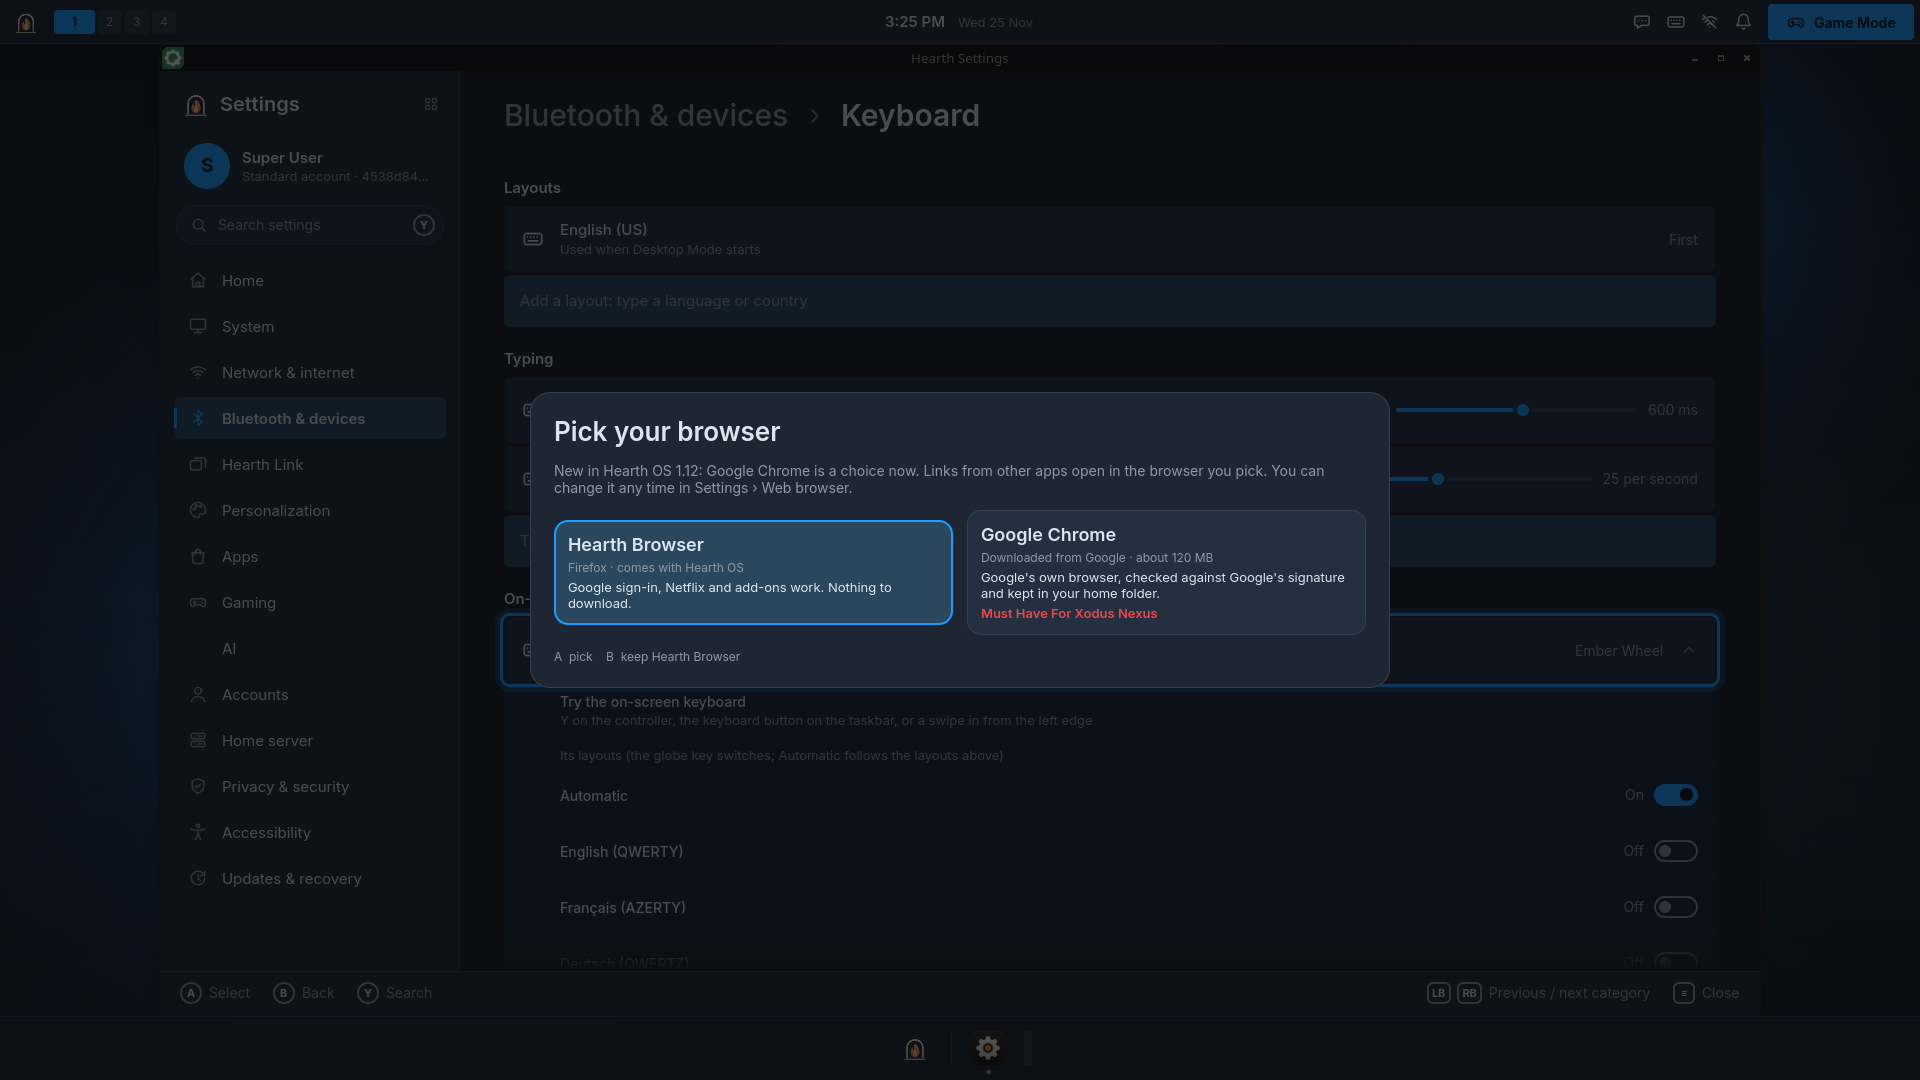 1 2 3 4
3:25 PM Wed 25 Nov
Game Mode
Hearth Settings
Settings
S
Super User
Standard account · 4538d84...
Search settings Y
Home
System
Network & internet
Bluetooth & devices
Hearth Link
Personalization
Apps
Gaming
AI
Accounts
Home server
Privacy & security
Accessibility
Updates & recovery
Bluetooth & devices › Keyboard
Layouts
English (US)
Used when Desktop Mode starts
First
Add a layout: type a language or country
Typing
600 ms
25 per second
T
On-
Pick your browser
New in Hearth OS 1.12: Google Chrome is a choice now. Links from other apps open in the browser you pick. You can
change it any time in Settings › Web browser.
Hearth Browser
Firefox · comes with Hearth OS
Google sign-in, Netflix and add-ons work. Nothing to
download.
Google Chrome
Downloaded from Google · about 120 MB
Google's own browser, checked against Google's signature
and kept in your home folder.
Must Have For Xodus Nexus
A pick B keep Hearth Browser
Ember Wheel
Try the on-screen keyboard
Y on the controller, the keyboard button on the taskbar, or a swipe in from the left edge
Its layouts (the globe key switches; Automatic follows the layouts above)
Automatic
On
English (QWERTY)
Off
Français (AZERTY)
Off
Deutsch (QWERTZ)
Off
A Select B Back Y Search
LB RB Previous / next category ≡ Close